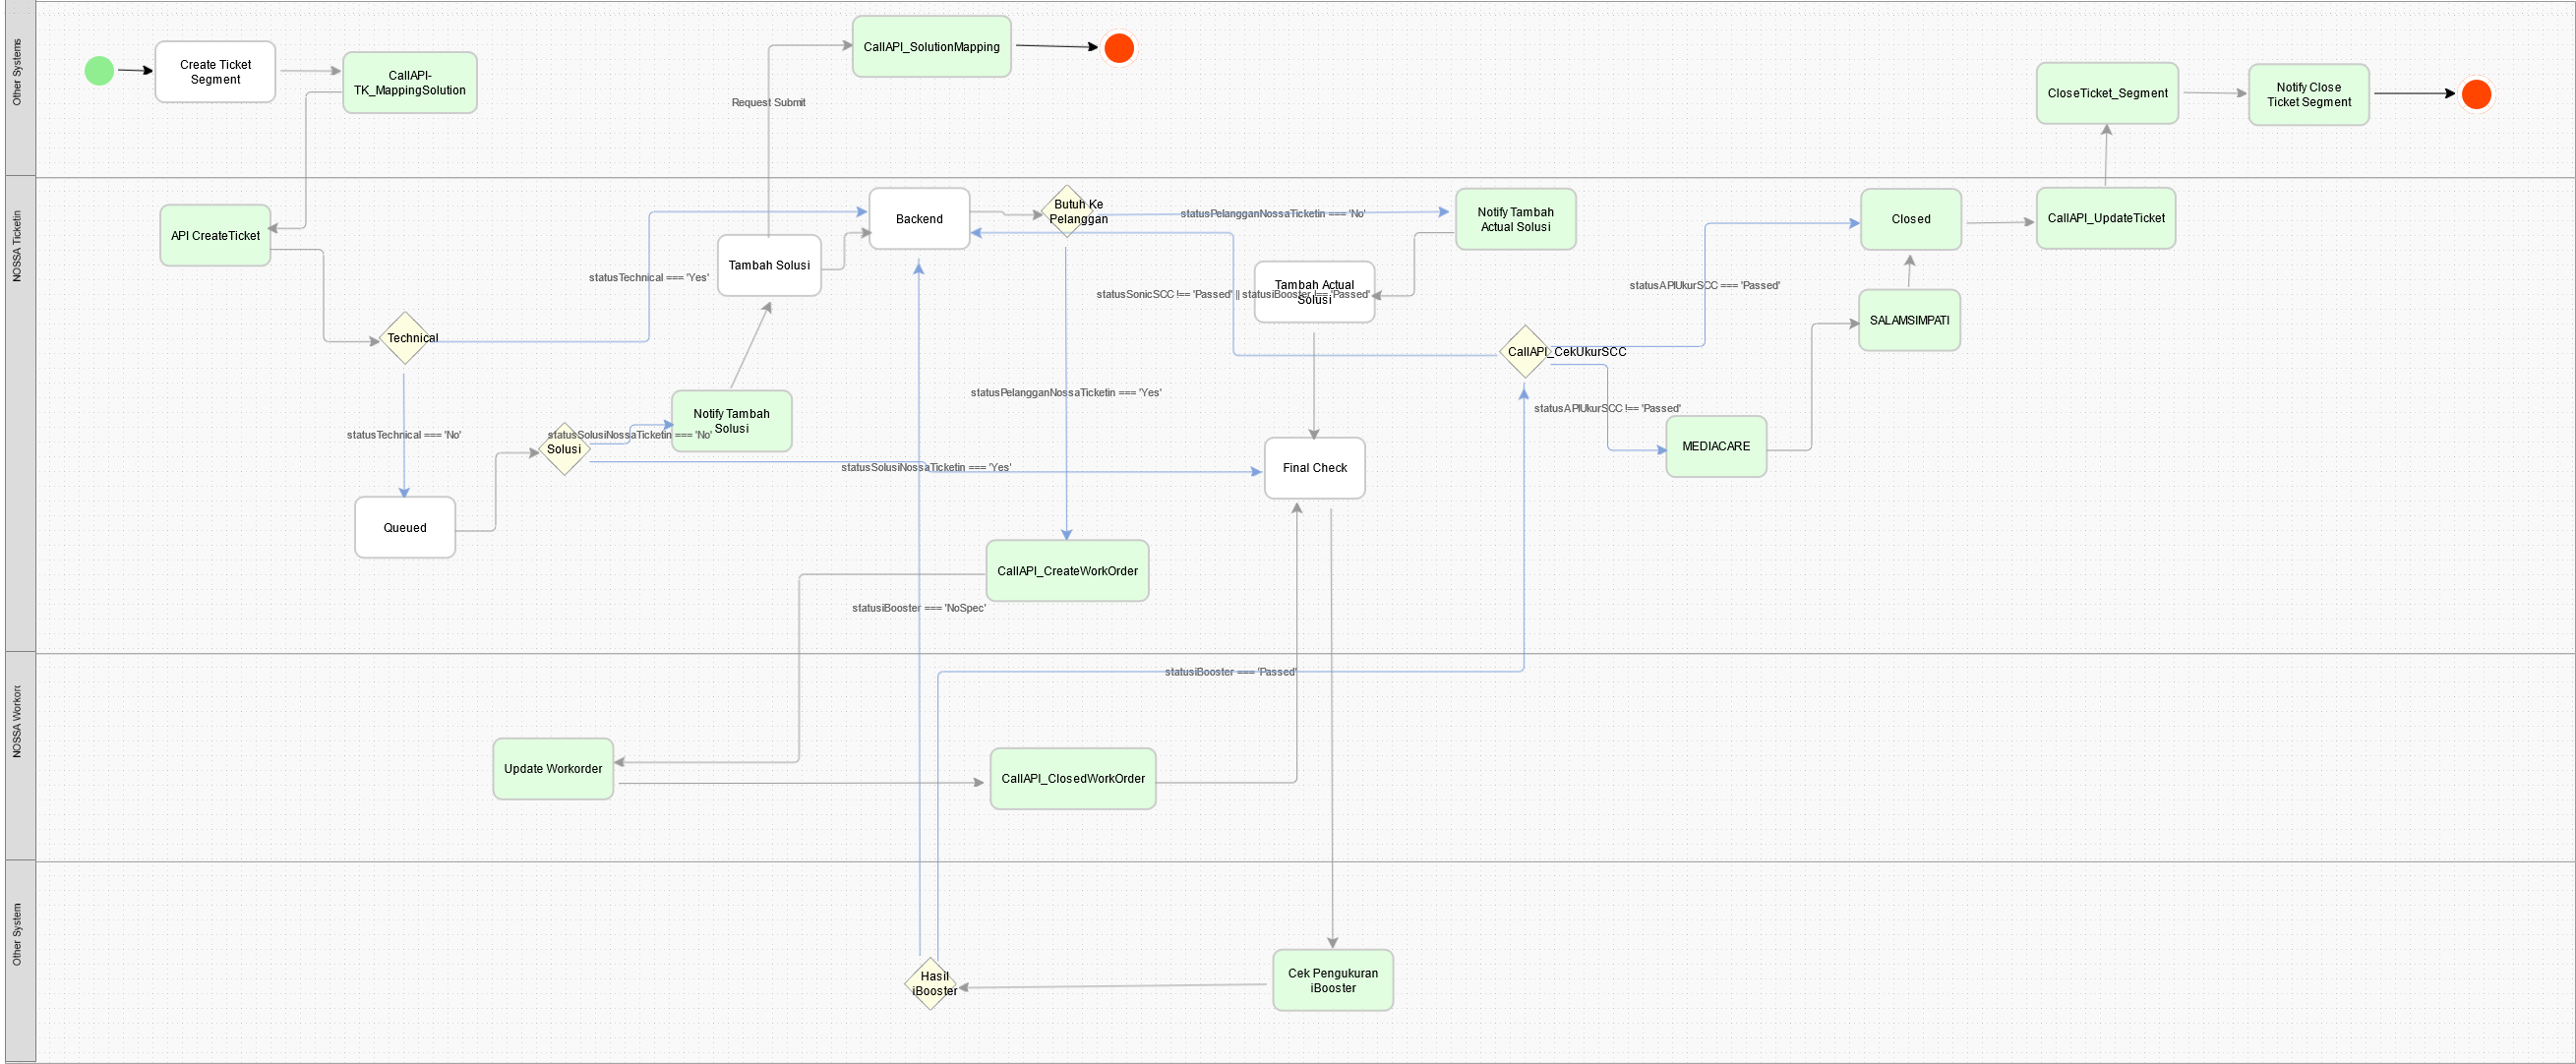 Other Systems
Create Ticket
Segment
CallAPI-
TK_MappingSolution
CallAPI_SolutionMapping
Request Submit
CloseTicket_Segment
Notify Close
Ticket Segment
NOSSA Ticketin
API CreateTicket
Technical
statusTechnical === 'Yes'
statusTechnical === 'No'
Queued
Solusi
statusSolusiNossaTicketin === 'No'
statusSolusiNossaTicketin === 'Yes'
Notify Tambah
Solusi
Tambah Solusi
Backend
Butuh Ke
Pelanggan
statusPelangganNossaTicketin === 'No'
statusPelangganNossaTicketin === 'Yes'
Notify Tambah
Actual Solusi
Tambah Actual
Solusi
statusSonicSCC !== 'Passed' || statusiBooster !== 'Passed'
Final Check
CallAPI_CekUkurSCC
statusAPIUkurSCC === 'Passed'
statusAPIUkurSCC !== 'Passed'
MEDIACARE
SALAMSIMPATI
Closed
CallAPI_UpdateTicket
CallAPI_CreateWorkOrder
statusiBooster === 'NoSpec'
NOSSA Workorc
statusiBooster === 'Passed'
Update Workorder
CallAPI_ClosedWorkOrder
Other System
Hasil
iBooster
Cek Pengukuran
iBooster